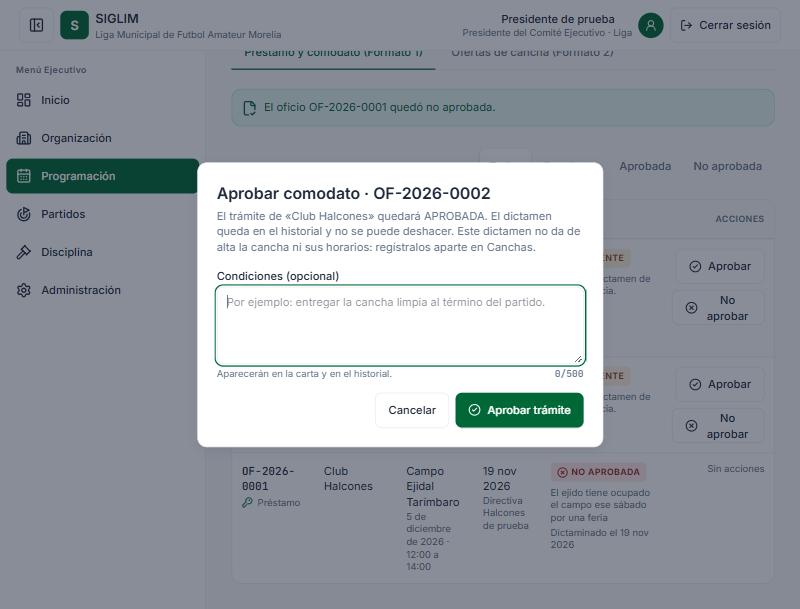 SIGLIM
Liga Municipal de Futbol Amateur Morelia
Presidente de prueba
Presidente del Comité Ejecutivo · Liga
Cerrar sesión
Menú Ejecutivo
Inicio
Organización
Programación
Partidos
Disciplina
Administración
Préstamo y comodato (Formato 1)
Ofertas de cancha (Formato 2)
El oficio OF-2026-0001 quedó no aprobada.
Aprobada
No aprobada
ACCIONES
Aprobar comodato · OF-2026-0002
El trámite de «Club Halcones» quedará APROBADA. El dictamen
queda en el historial y no se puede deshacer. Este dictamen no da de
alta la cancha ni sus horarios: regístralos aparte en Canchas.
Condiciones (opcional)
Por ejemplo: entregar la cancha limpia al término del partido.
Aparecerán en la carta y en el historial.
0/500
Cancelar
Aprobar trámite
Aprobar
No
aprobar
Aprobar
No
aprobar
OF-2026-
0001
Préstamo
Club
Halcones
Campo
Ejidal
Tarímbaro
5 de
diciembre
de 2026 ·
12:00 a
14:00
19 nov
2026
Directiva
Halcones
de prueba
NO APROBADA
El ejido tiene ocupado
el campo ese sábado
por una feria
Dictaminado el 19 nov
2026
Sin acciones